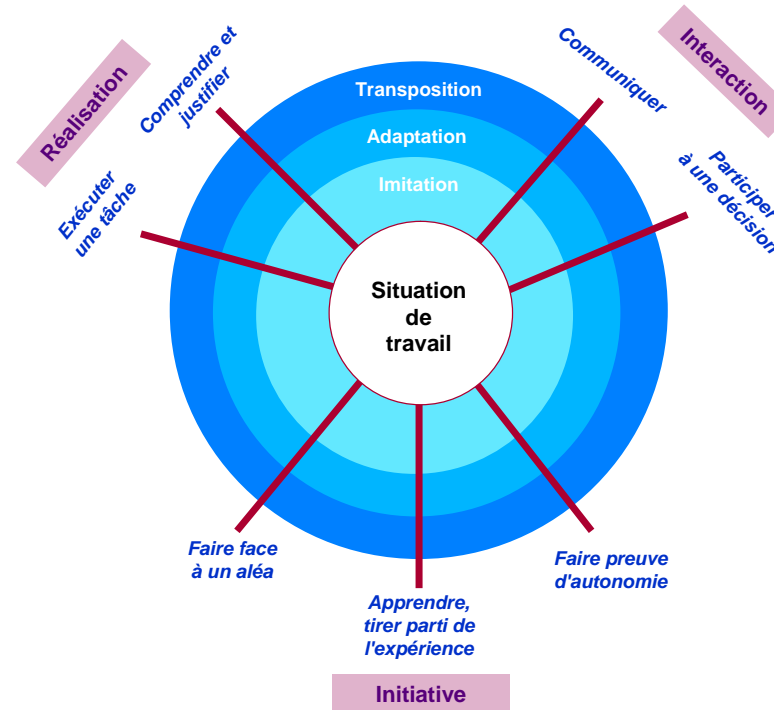 Réalisation
Comprendre et
justifier
Exécuter
une tâche
Interaction
Communiquer
Participer
à une décision
Transposition
Adaptation
Imitation
Situation
de
travail
Faire face
à un aléa
Apprendre,
tirer parti de
l'expérience
Faire preuve
d'autonomie
Initiative